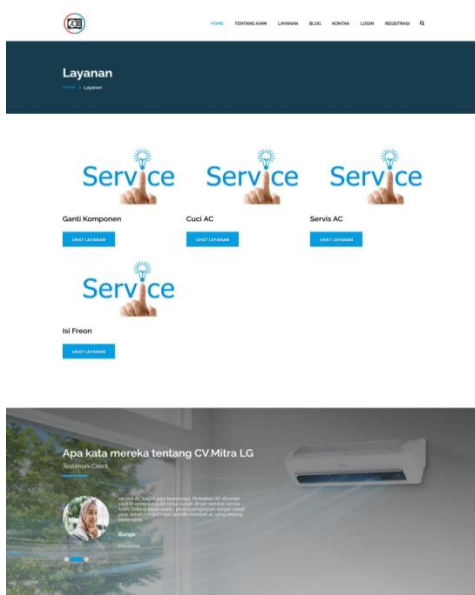 HOME TENTANG KAMI LAYANAN BLOG KONTAK LOGIN REGISTRASI
Layanan
Home > Layanan
Service Service Service
Ganti Komponen Cuci AC Servis AC
LIHAT LAYANAN LIHAT LAYANAN LIHAT LAYANAN
Service
Isi Freon
LIHAT LAYANAN
Apa kata mereka tentang CV.Mitra LG
Testimoni Client
Bunga